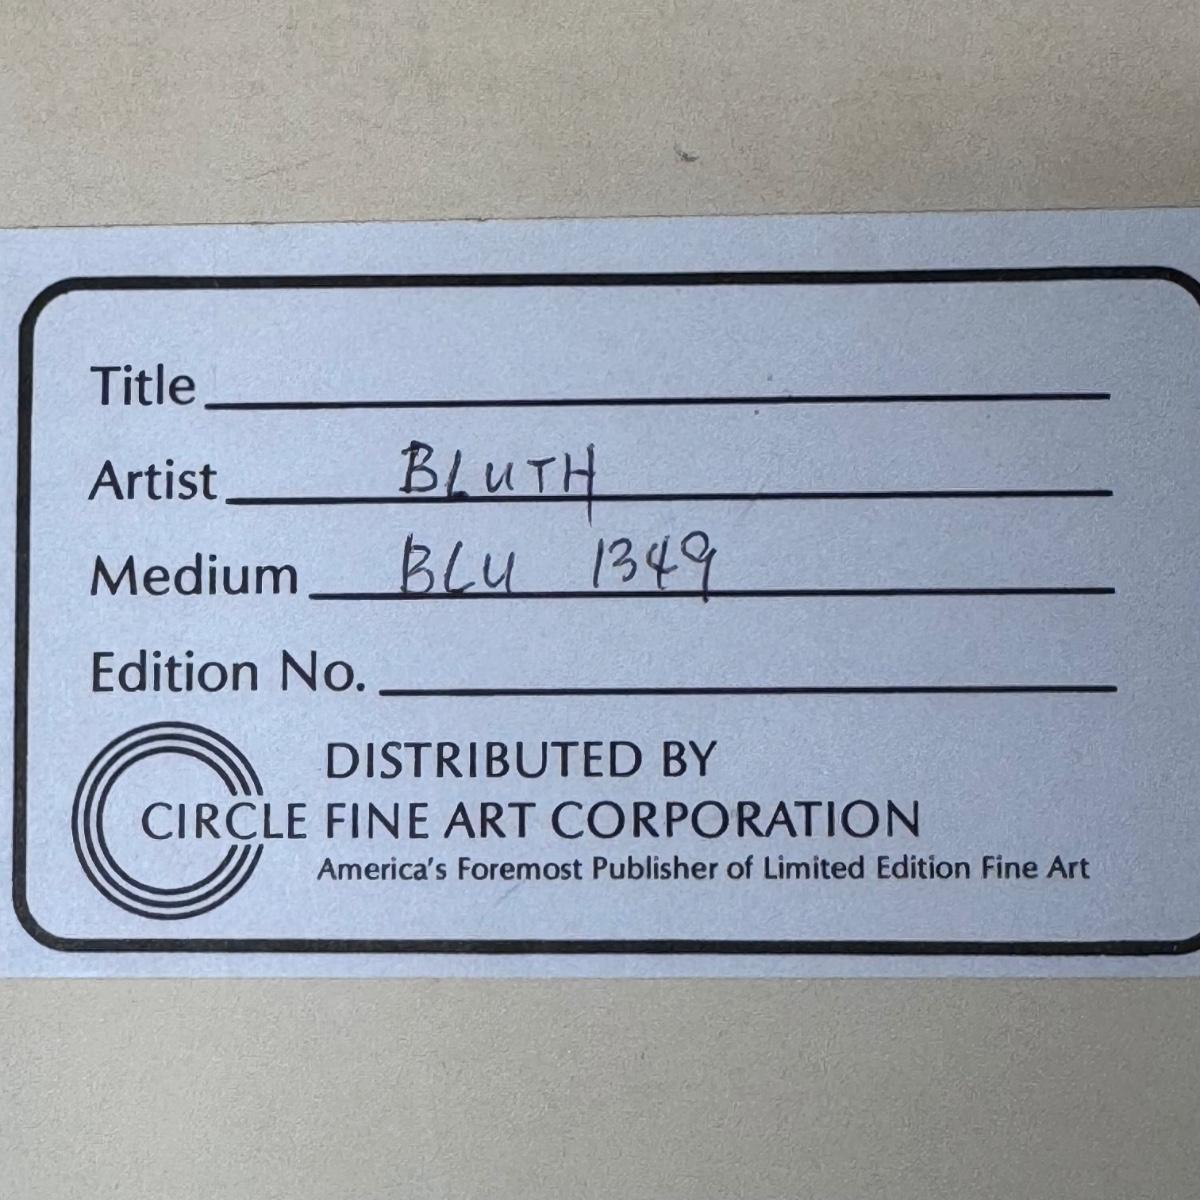 Title
Artist BLUTH
Medium BLU 1349
Edition No.
DISTRIBUTED BY
CIRCLE FINE ART CORPORATION
America's Foremost Publisher of Limited Edition Fine Art